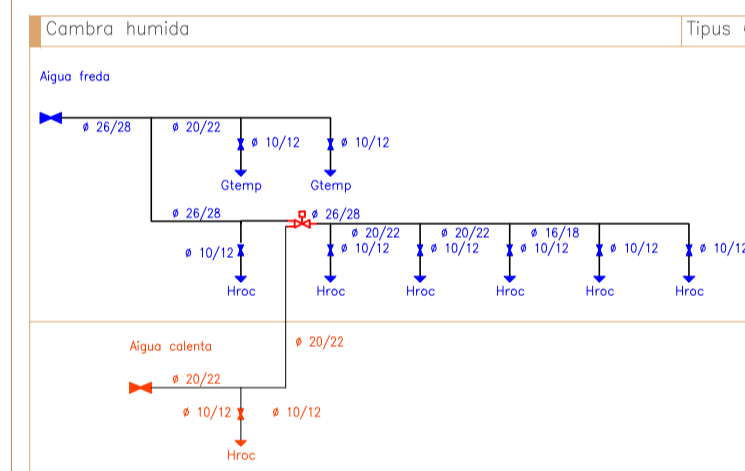 Cambra humida
Tipus
Aigua freda
ø 26/28
ø 20/22
ø 10/12
ø 10/12
Gtemp
Gtemp
ø 26/28
ø 26/28
ø 20/22
ø 20/22
ø 16/18
ø 10/12
ø 10/12
ø 10/12
ø 10/12
ø 10/12
ø 10/12
Hroc
Hroc
Hroc
Hroc
Hroc
Hroc
Aigua calenta
ø 20/22
ø 20/22
ø 10/12
ø 10/12
Hroc